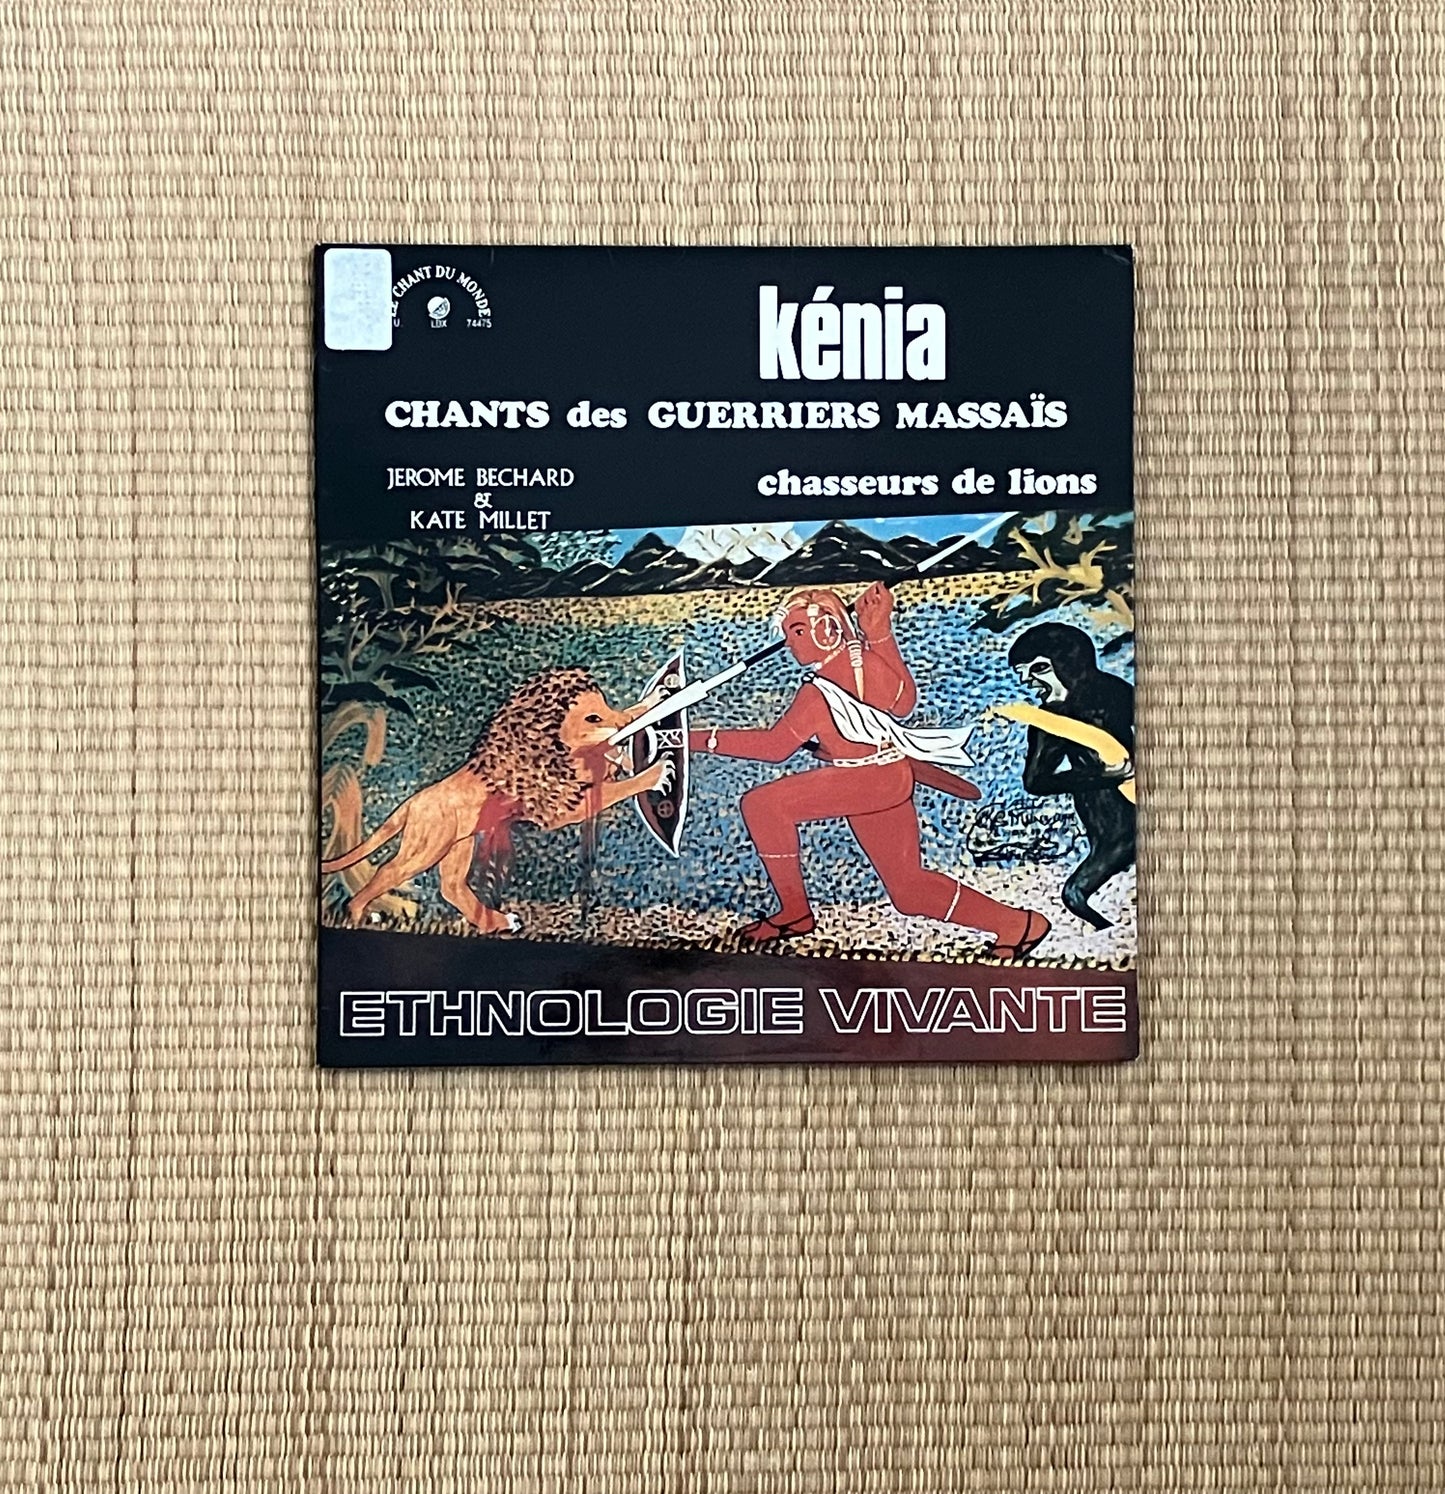 LE CHANT DU MONDE
U. LDX 74475
kénia
CHANTS des GUERRIERS MASSAÏS
JEROME BECHARD
&
KATE MILLET
chasseurs de lions
ETHNOLOGIE VIVANTE